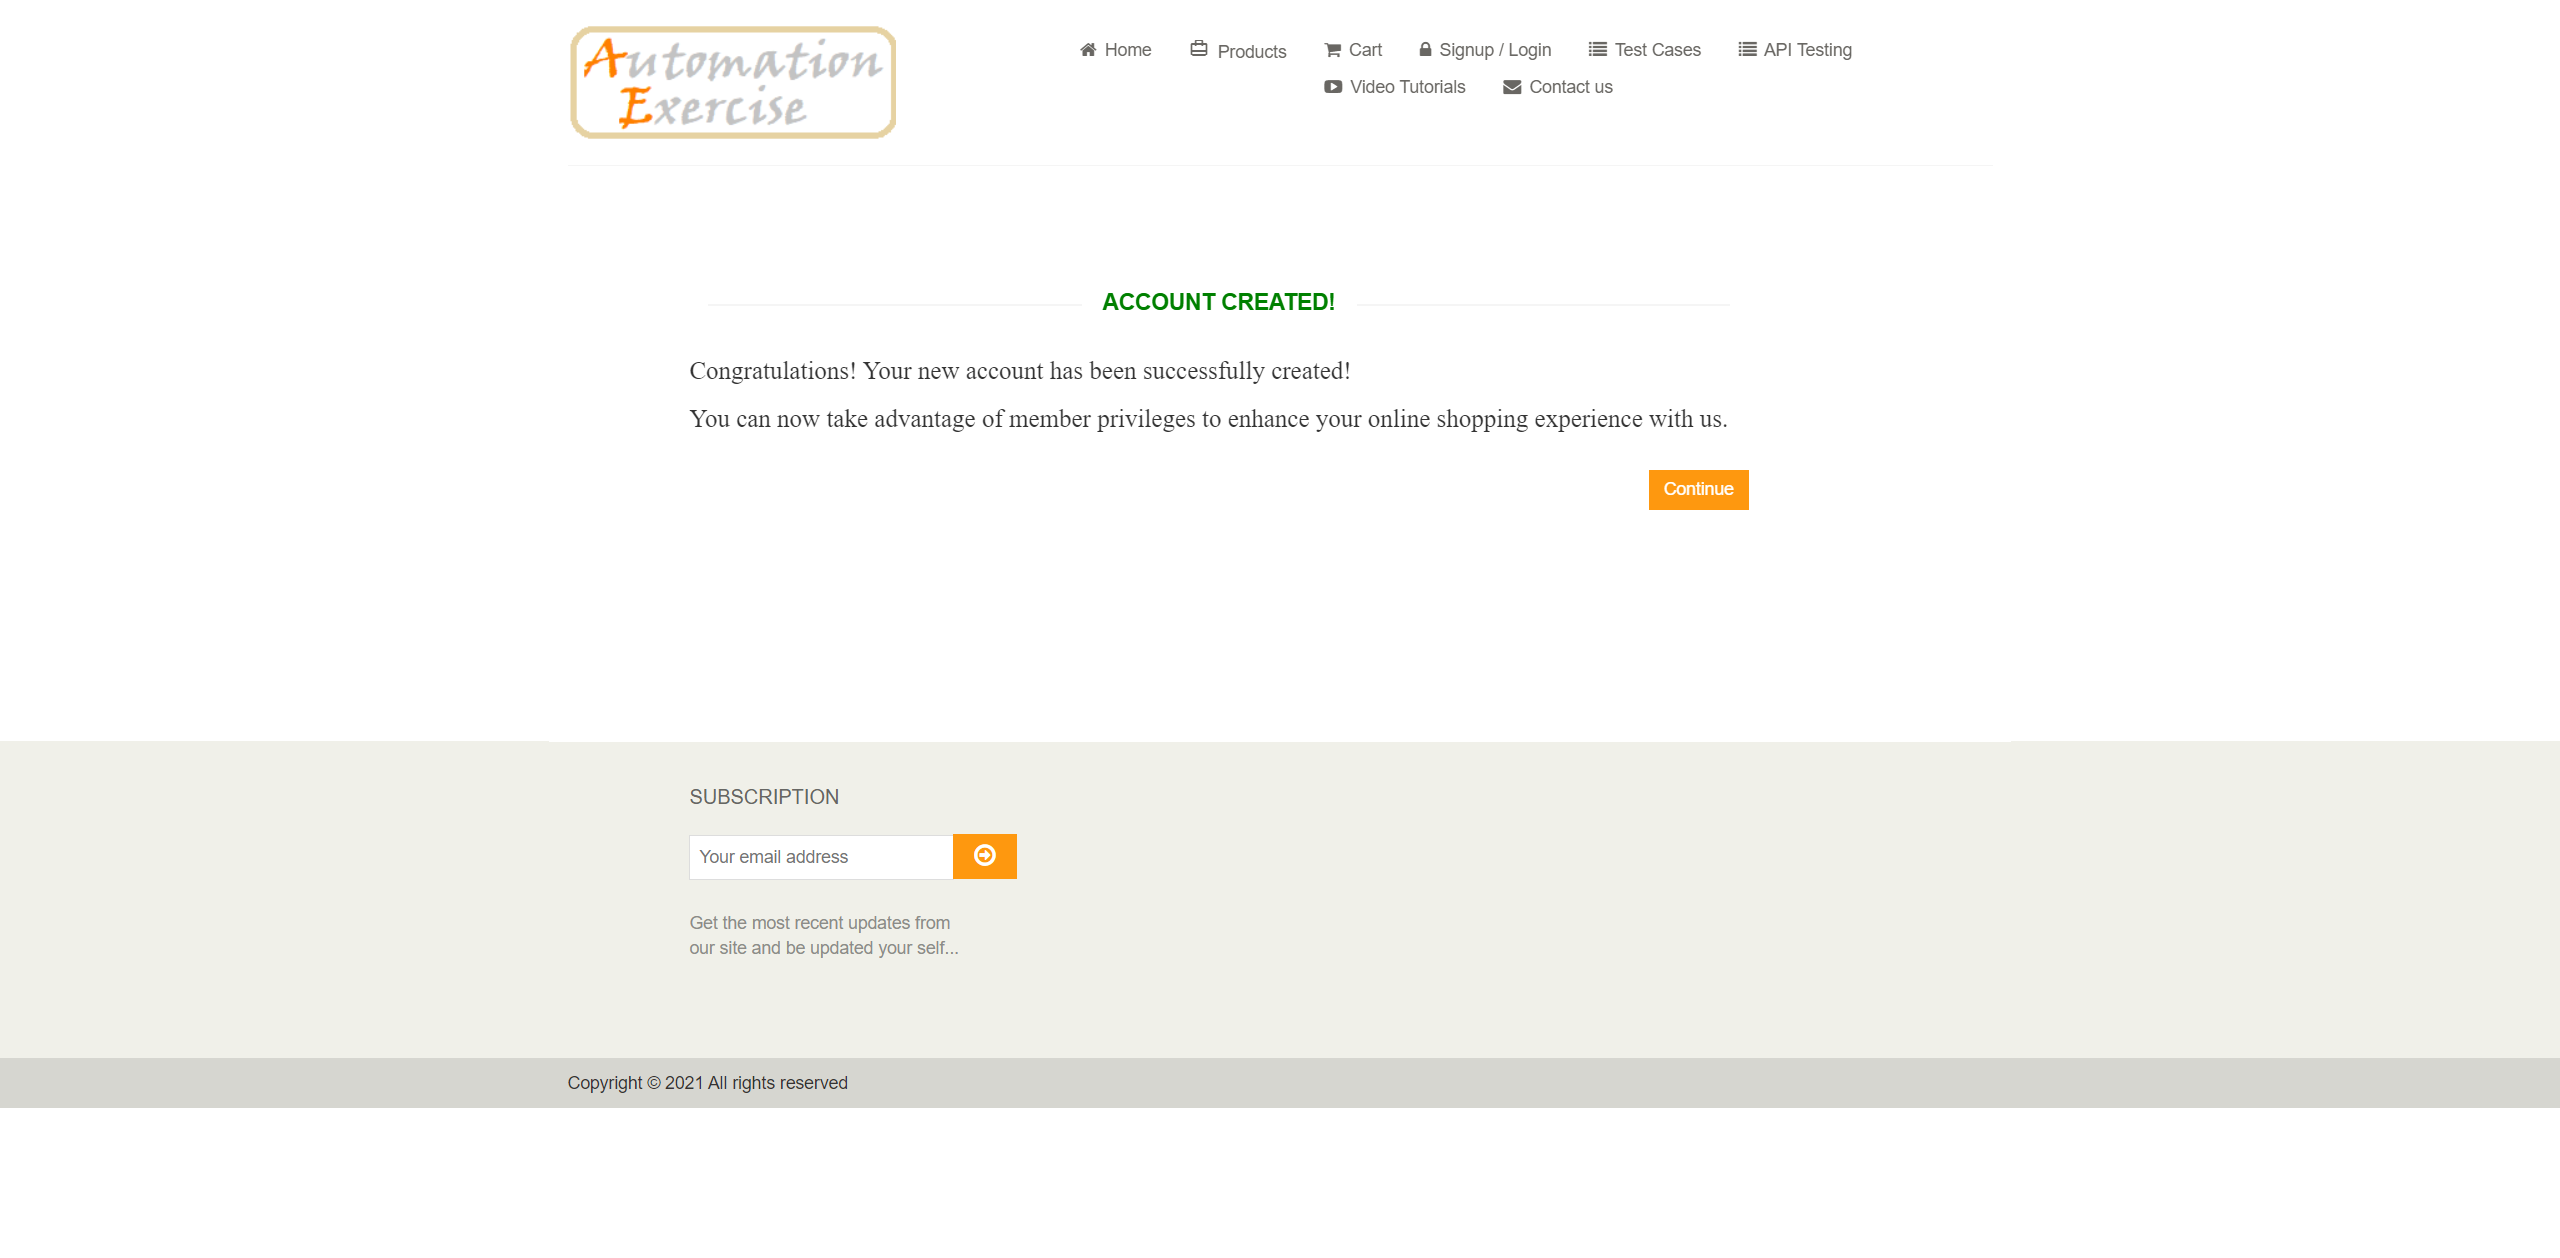 Automation
Exercise
Home Products Cart Signup / Login Test Cases API Testing
Video Tutorials Contact us
ACCOUNT CREATED!
Congratulations! Your new account has been successfully created!
You can now take advantage of member privileges to enhance your online shopping experience with us.
Continue
SUBSCRIPTION
Your email address
Get the most recent updates from
our site and be updated your self...
Copyright © 2021 All rights reserved